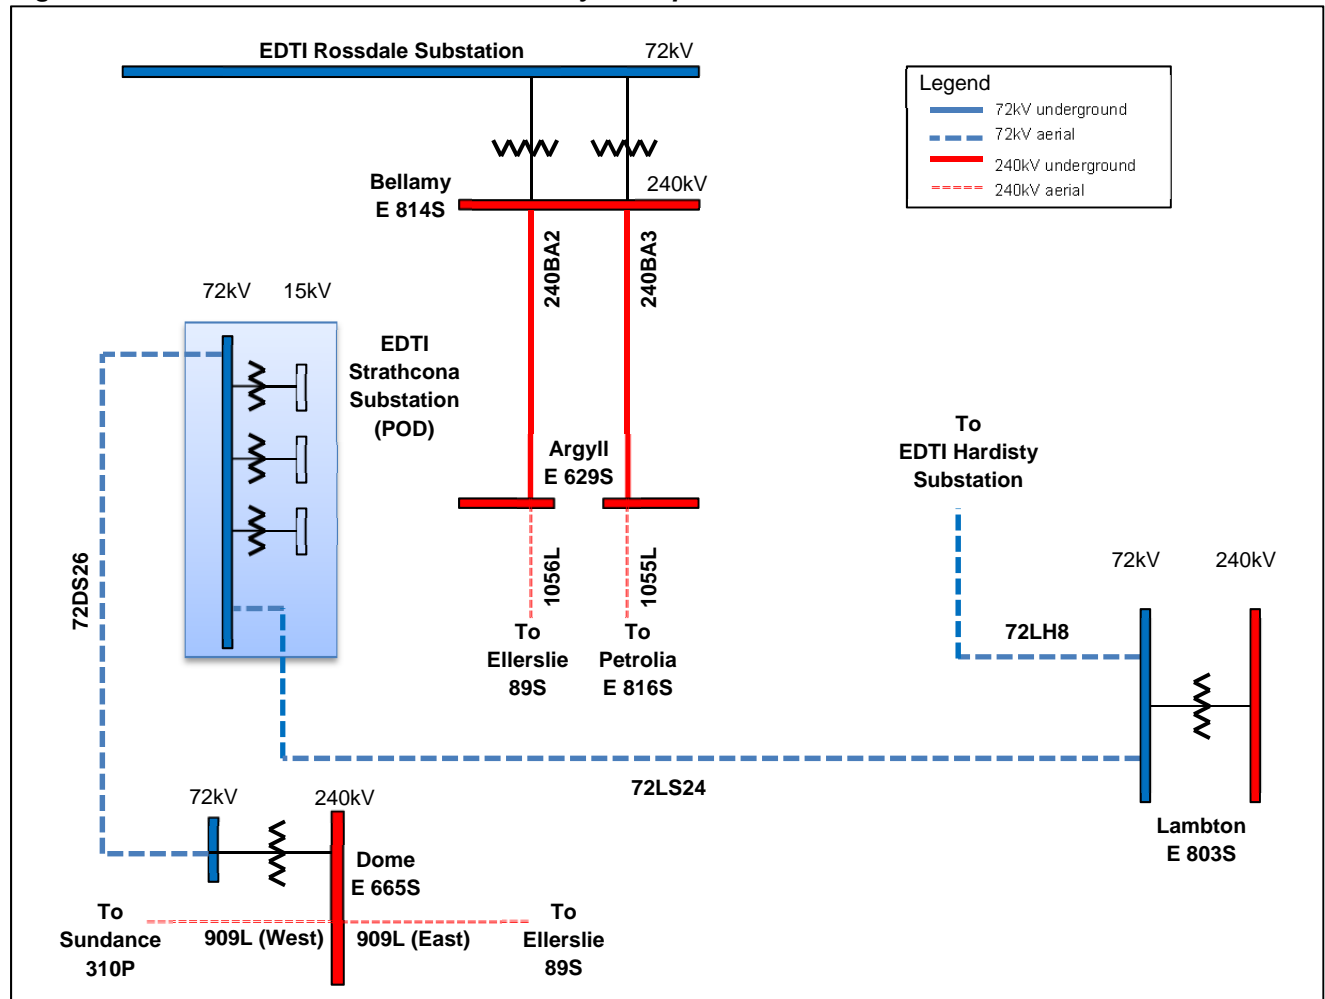 EDTI Rossdale Substation
72kV
Legend
72kV underground
72kV aerial
240kV underground
240kV aerial
Bellamy
E 814S
240kV
240BA2
240BA3
72kV
15kV
EDTI
Strathcona
Substation
(POD)
Argyll
E 629S
To
EDTI Hardisty
Substation
72DS26
1056L
1055L
To
Ellerslie
89S
To
Petrolia
E 816S
72kV
240kV
72LH8
72LS24
Lambton
E 803S
72kV
240kV
Dome
E 665S
To
Sundance
310P
909L (West)
909L (East)
To
Ellerslie
89S